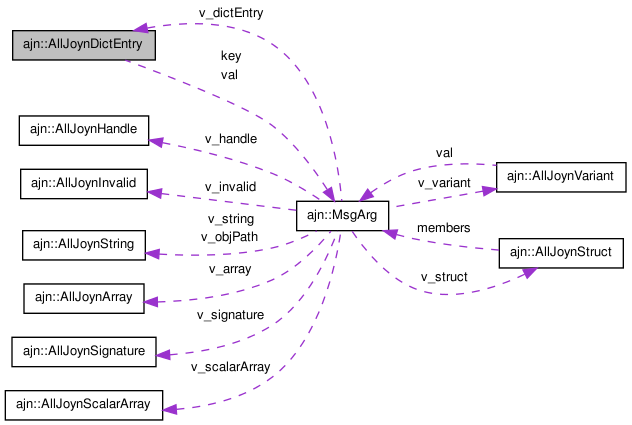 v_dictEntry
ajn::AllJoynDictEntry
key
val
ajn::AllJoynHandle
v_handle
val
ajn::AllJoynVariant
ajn::AllJoynInvalid
v_invalid
v_variant
ajn::MsgArg
v_string
v_objPath
members
ajn::AllJoynString
ajn::AllJoynStruct
v_array
v_struct
ajn::AllJoynArray
v_signature
ajn::AllJoynSignature
v_scalarArray
ajn::AllJoynScalarArray